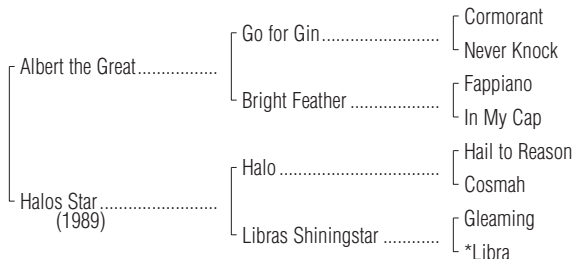 Cormorant
Go for Gin
Never Knock
Albert the Great
Fappiano
Bright Feather
In My Cap
Hail to Reason
Halo
Cosmah
Halos Star
(1989)
Gleaming
Libras Shiningstar
*Libra